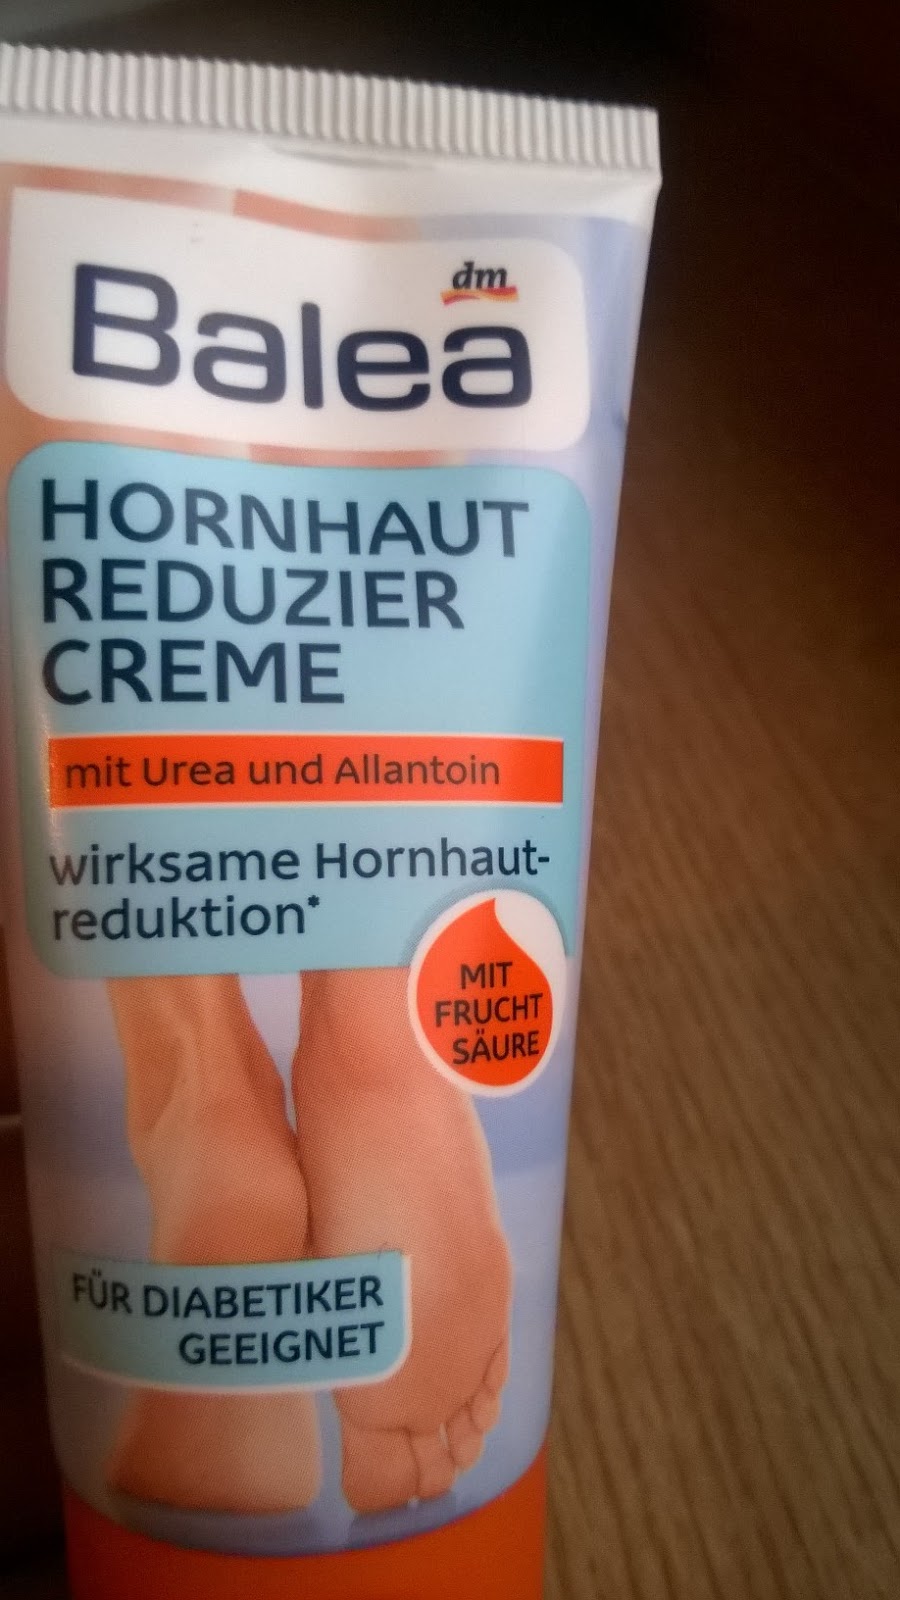 dm
Balea
HORNHAUT
REDUZIER
CREME
mit Urea und Allantoin
wirksame Hornhaut-
reduktion*
MIT
FRUCHT
SÄURE
FÜR DIABETIKER
GEEIGNET